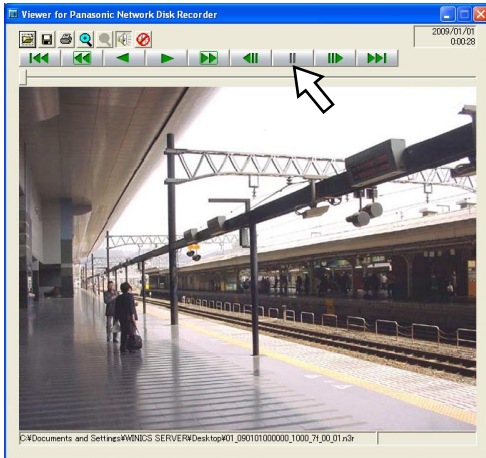 Viewer for Panasonic Network Disk Recorder
2009/01/01
0:00:28
C:¥Documents and Settings¥WINICS SERVER¥Desktop¥01_090101000000_1000_7f_00_01.n3r